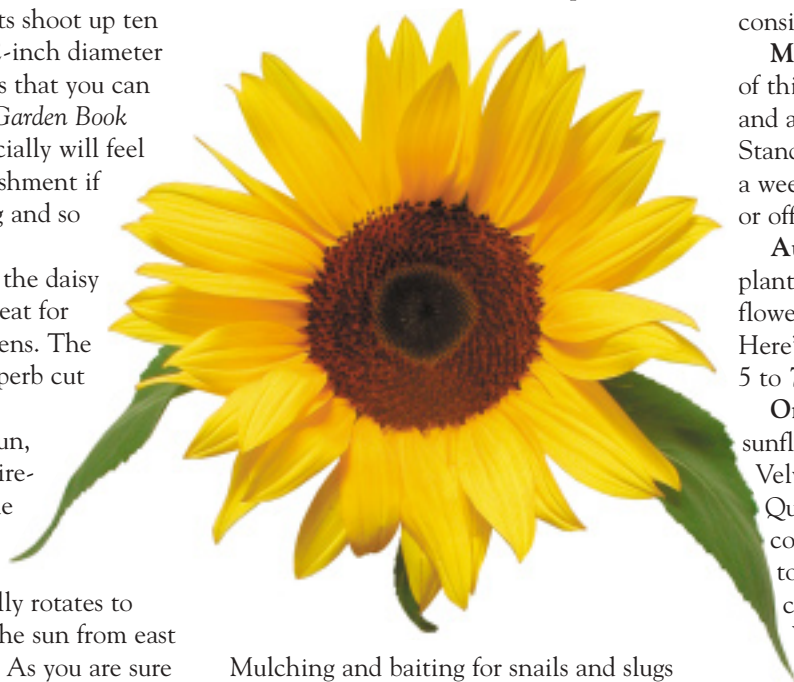 ts shoot up ten
-inch diameter
s that you can
Garden Book
cially will feel
shment if
g and so
the daisy
eat for
ens. The
perb cut
un,
ire-
e
lly rotates to
he sun from east
As you are sure
Mulching and baiting for snails and slugs
consi
M
of thi
and a
Stanc
a wee
or off
Au
plant
flowe
Here'
5 to 7
O
sunfl
Vel
Qu
co
to
c